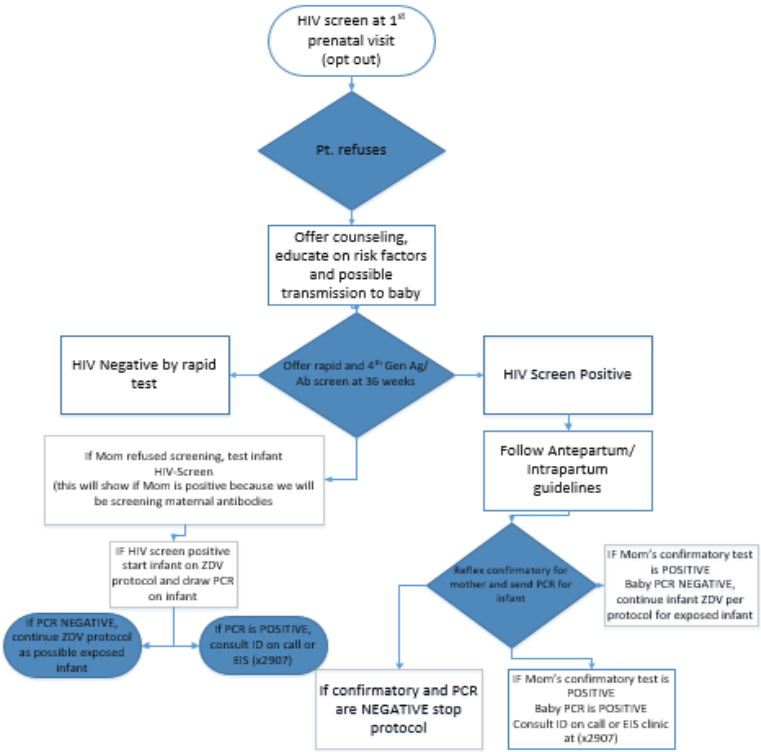 HIV screen at 1st
prenatal visit
(opt out)
Pt. refuses
Offer counseling,
educate on risk factors
and possible
transmission to baby
HIV Negative by rapid
test
Offer rapid and 4th Gen Ag/
Ab screen at 36 weeks
HIV Screen Positive
If Mom refused screening, test infant
HIV-Screen
(this will show if Mom is positive because we will
be screening maternal antibodies
Follow Antepartum/
Intrapartum
guidelines
IF HIV screen positive
start infant on ZDV
protocol and draw PCR
on infant
Reflex confirmatory for
mother and send PCR for
infant
IF Mom's confirmatory test
is POSITIVE
Baby PCR NEGATIVE,
continue infant ZDV per
protocol for exposed infant
If PCR NEGATIVE,
continue ZDV protocol
as possible exposed
infant
If PCR is POSITIVE,
consult ID on call or
EIS (x2907)
If confirmatory and PCR
are NEGATIVE stop
protocol
IF Mom's confirmatory test is
POSITIVE
Baby PCR is POSITIVE
Consult ID on call or EIS clinic
at (x2907)